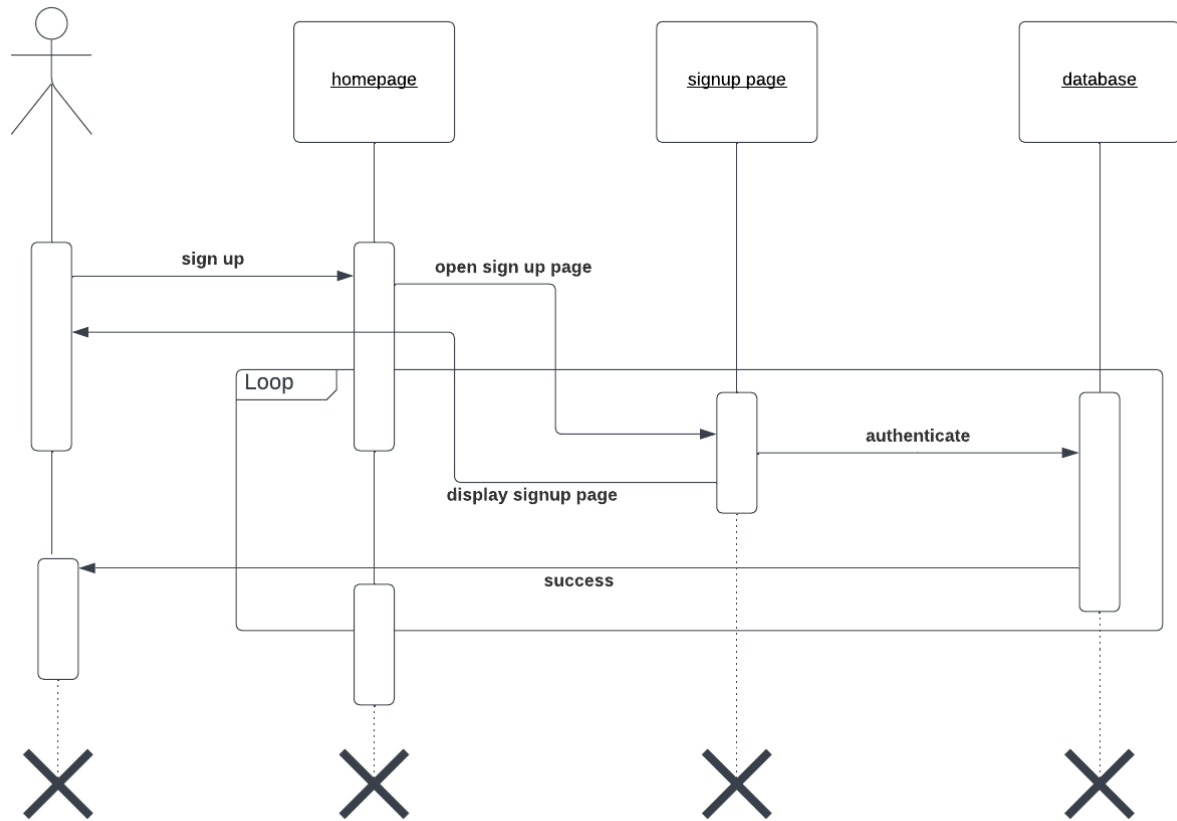 homepage
signup page
database
sign up
open sign up page
Loop
authenticate
display signup page
success